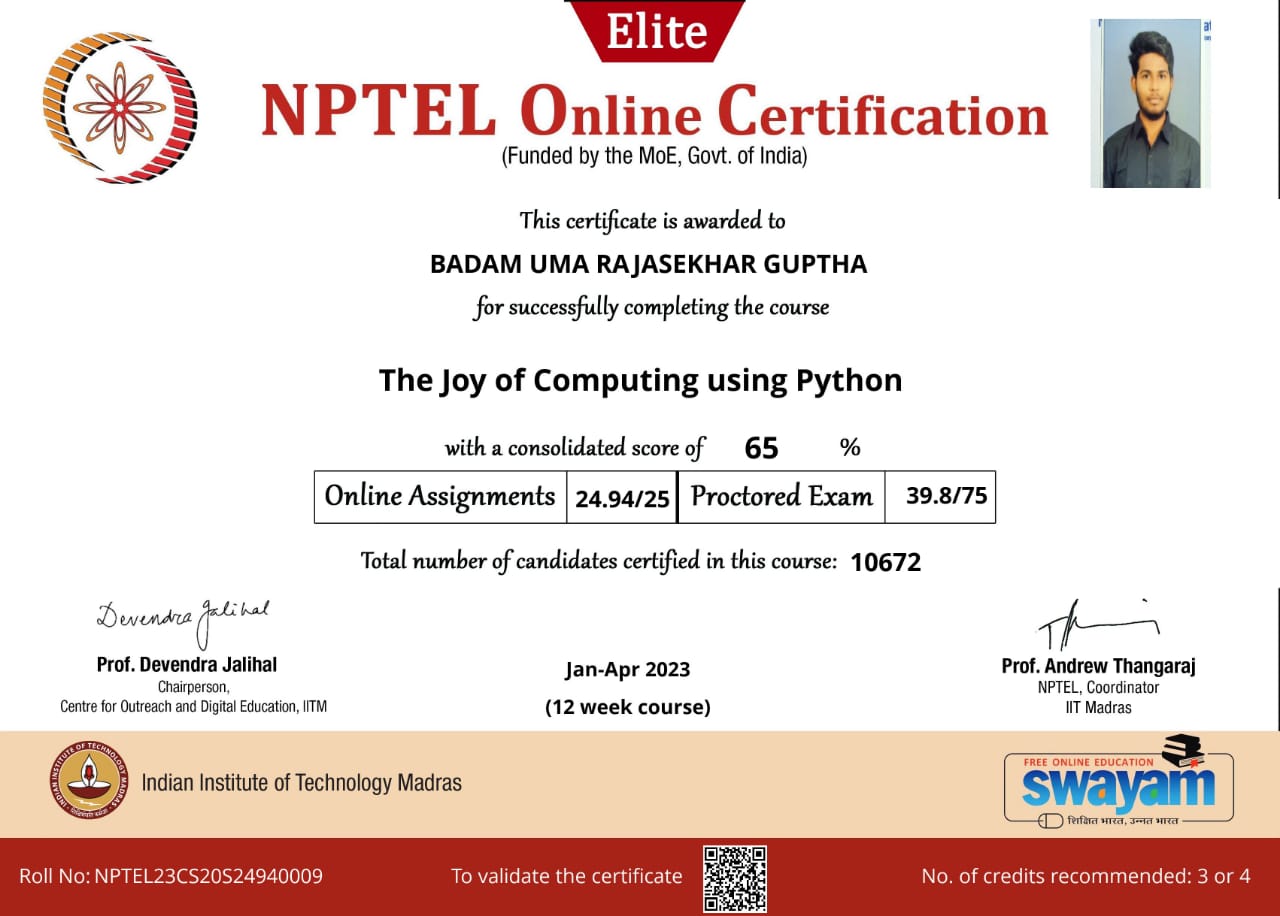 Elite
NPTEL Online Certification
(Funded by the MoE, Govt. of India)
This certificate is awarded to
BADAM UMA RAJASEKHAR GUPTHA
for successfully completing the course
The Joy of Computing using Python
with a consolidated score of 65 %
Online Assignments 24.94/25 Proctored Exam 39.8/75
Total number of candidates certified in this course: 10672
Devendra Jalihal
Prof. Devendra Jalihal
Chairperson,
Centre for Outreach and Digital Education, IITM
Jan-Apr 2023
(12 week course)
Prof. Andrew Thangaraj
NPTEL, Coordinator
IIT Madras
INDIAN INSTITUTE OF TECHNOLOGY MADRAS
Indian Institute of Technology Madras
FREE ONLINE EDUCATION
swayam
शिक्षित भारत, उन्नत भारत
Roll No: NPTEL23CS20S24940009
To validate the certificate
No. of credits recommended: 3 or 4